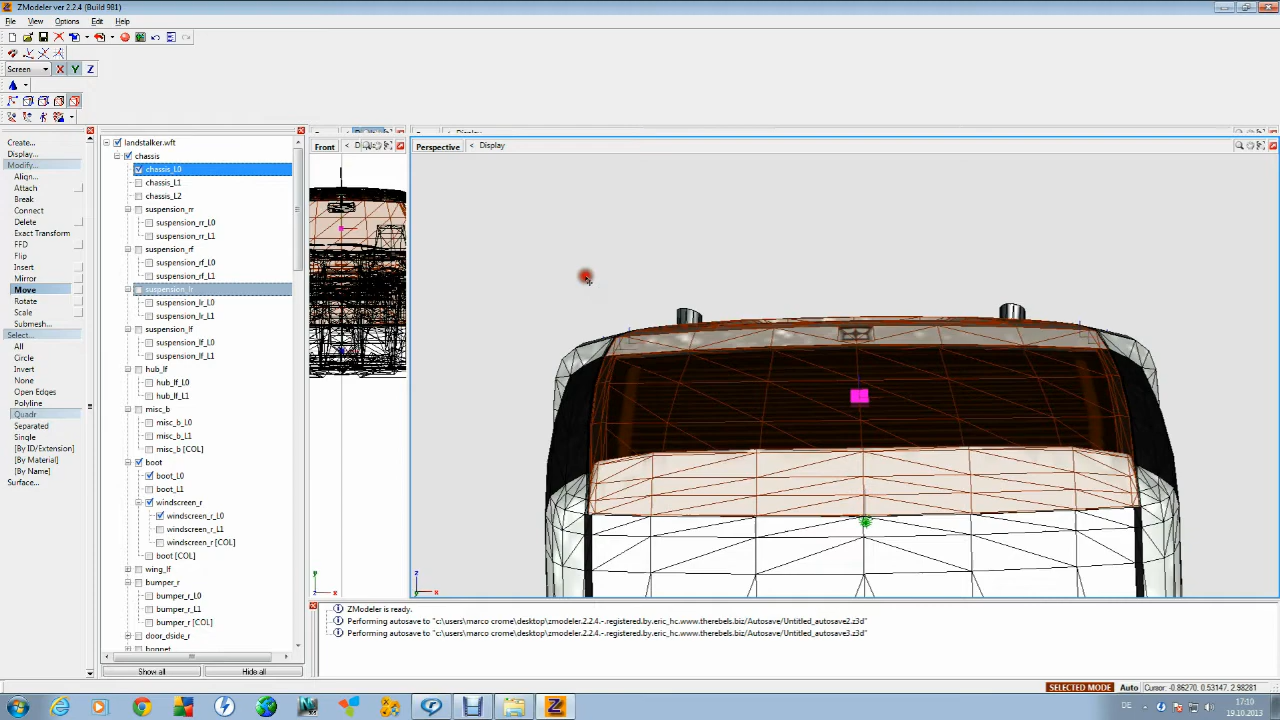 ZModeler ver 2.2.4 (Build 981)
File View Options Edit Help
Screen X Y Z
Create...
Display...
Modify...
Align...
Attach
Break
Connect
Delete
Exact Transform
FFD
Flip
Insert
Mirror
Move
Rotate
Scale
Submesh...
Select...
All
Circle
Invert
None
Open Edges
Polyline
Quadr
Separated
Single
[By ID/Extension]
[By Material]
[By Name]
Surface...
landstalker.wft
chassis
chassis_L0
chassis_L1
chassis_L2
suspension_rr
suspension_rr_L0
suspension_rr_L1
suspension_rf
suspension_rf_L0
suspension_rf_L1
suspension_lr
suspension_lr_L0
suspension_lr_L1
suspension_lf
suspension_lf_L0
suspension_lf_L1
hub_lf
hub_lf_L0
hub_lf_L1
misc_b
misc_b_L0
misc_b_L1
misc_b [COL]
boot
boot_L0
boot_L1
windscreen_r
windscreen_r_L0
windscreen_r_L1
windscreen_r [COL]
boot [COL]
wing_lf
bumper_r
bumper_r_L0
bumper_r_L1
bumper_r [COL]
door_dside_r
bonnet
Show all Hide all
Front
Perspective < Display
z
x
ZModeler is ready.
Performing autosave to "c:\users\marco crome\desktop\zmodeler.2.2.4.-.registered.by.eric_hc.www.therebels.biz/Autosave/Untitled_autosave2.z3d"
Performing autosave to "c:\users\marco crome\desktop\zmodeler.2.2.4.-.registered.by.eric_hc.www.therebels.biz/Autosave/Untitled_autosave3.z3d"
SELECTED MODE Auto Cursor: -0.86270, 0.53147, 2.98281
DE
17:10
19.10.2013